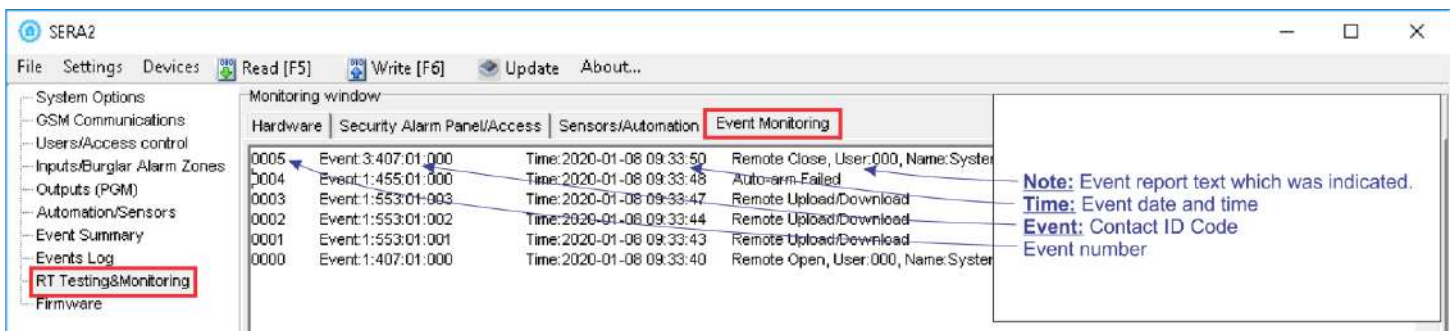 SERA2
File Settings Devices Read [F5] Write [F6] Update About...
System Options
GSM Communications
Users/Access control
Inputs/Burglar Alarm Zones
Outputs (PGM)
Automation/Sensors
Event Summary
Events Log
RT Testing&Monitoring
Firmware
Monitoring window
Hardware Security Alarm Panel/Access Sensors/Automation Event Monitoring
0005 Event:3:407:01:000 Time:2020-01-08 09:33:50 Remote Close, User:000, Name:Syster
0004 Event:1:455:01:000 Time:2020-01-08 09:33:48 Auto-arm Failed
0003 Event:1:553:01:003 Time:2020-01-08 09:33:47 Remote Upload/Download
0002 Event:1:553:01:002 Time:2020-01-08 09:33:44 Remote Upload/Download
0001 Event:1:553:01:001 Time:2020-01-08 09:33:43 Remote Upload/Download
0000 Event:1:407:01:000 Time:2020-01-08 09:33:40 Remote Open, User:000, Name:Syster
Note: Event report text which was indicated.
Time: Event date and time
Event: Contact ID Code
Event number